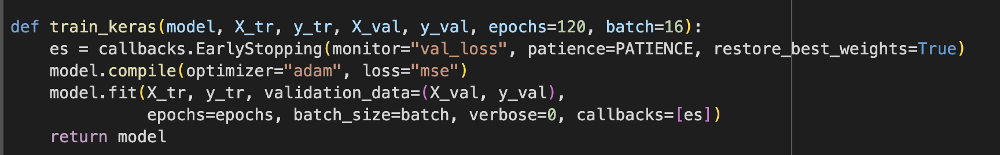 def train_keras(model, X_tr, y_tr, X_val, y_val, epochs=120, batch=16):
    es = callbacks.EarlyStopping(monitor="val_loss", patience=PATIENCE, restore_best_weights=True)
    model.compile(optimizer="adam", loss="mse")
    model.fit(X_tr, y_tr, validation_data=(X_val, y_val),
              epochs=epochs, batch_size=batch, verbose=0, callbacks=[es])
    return model